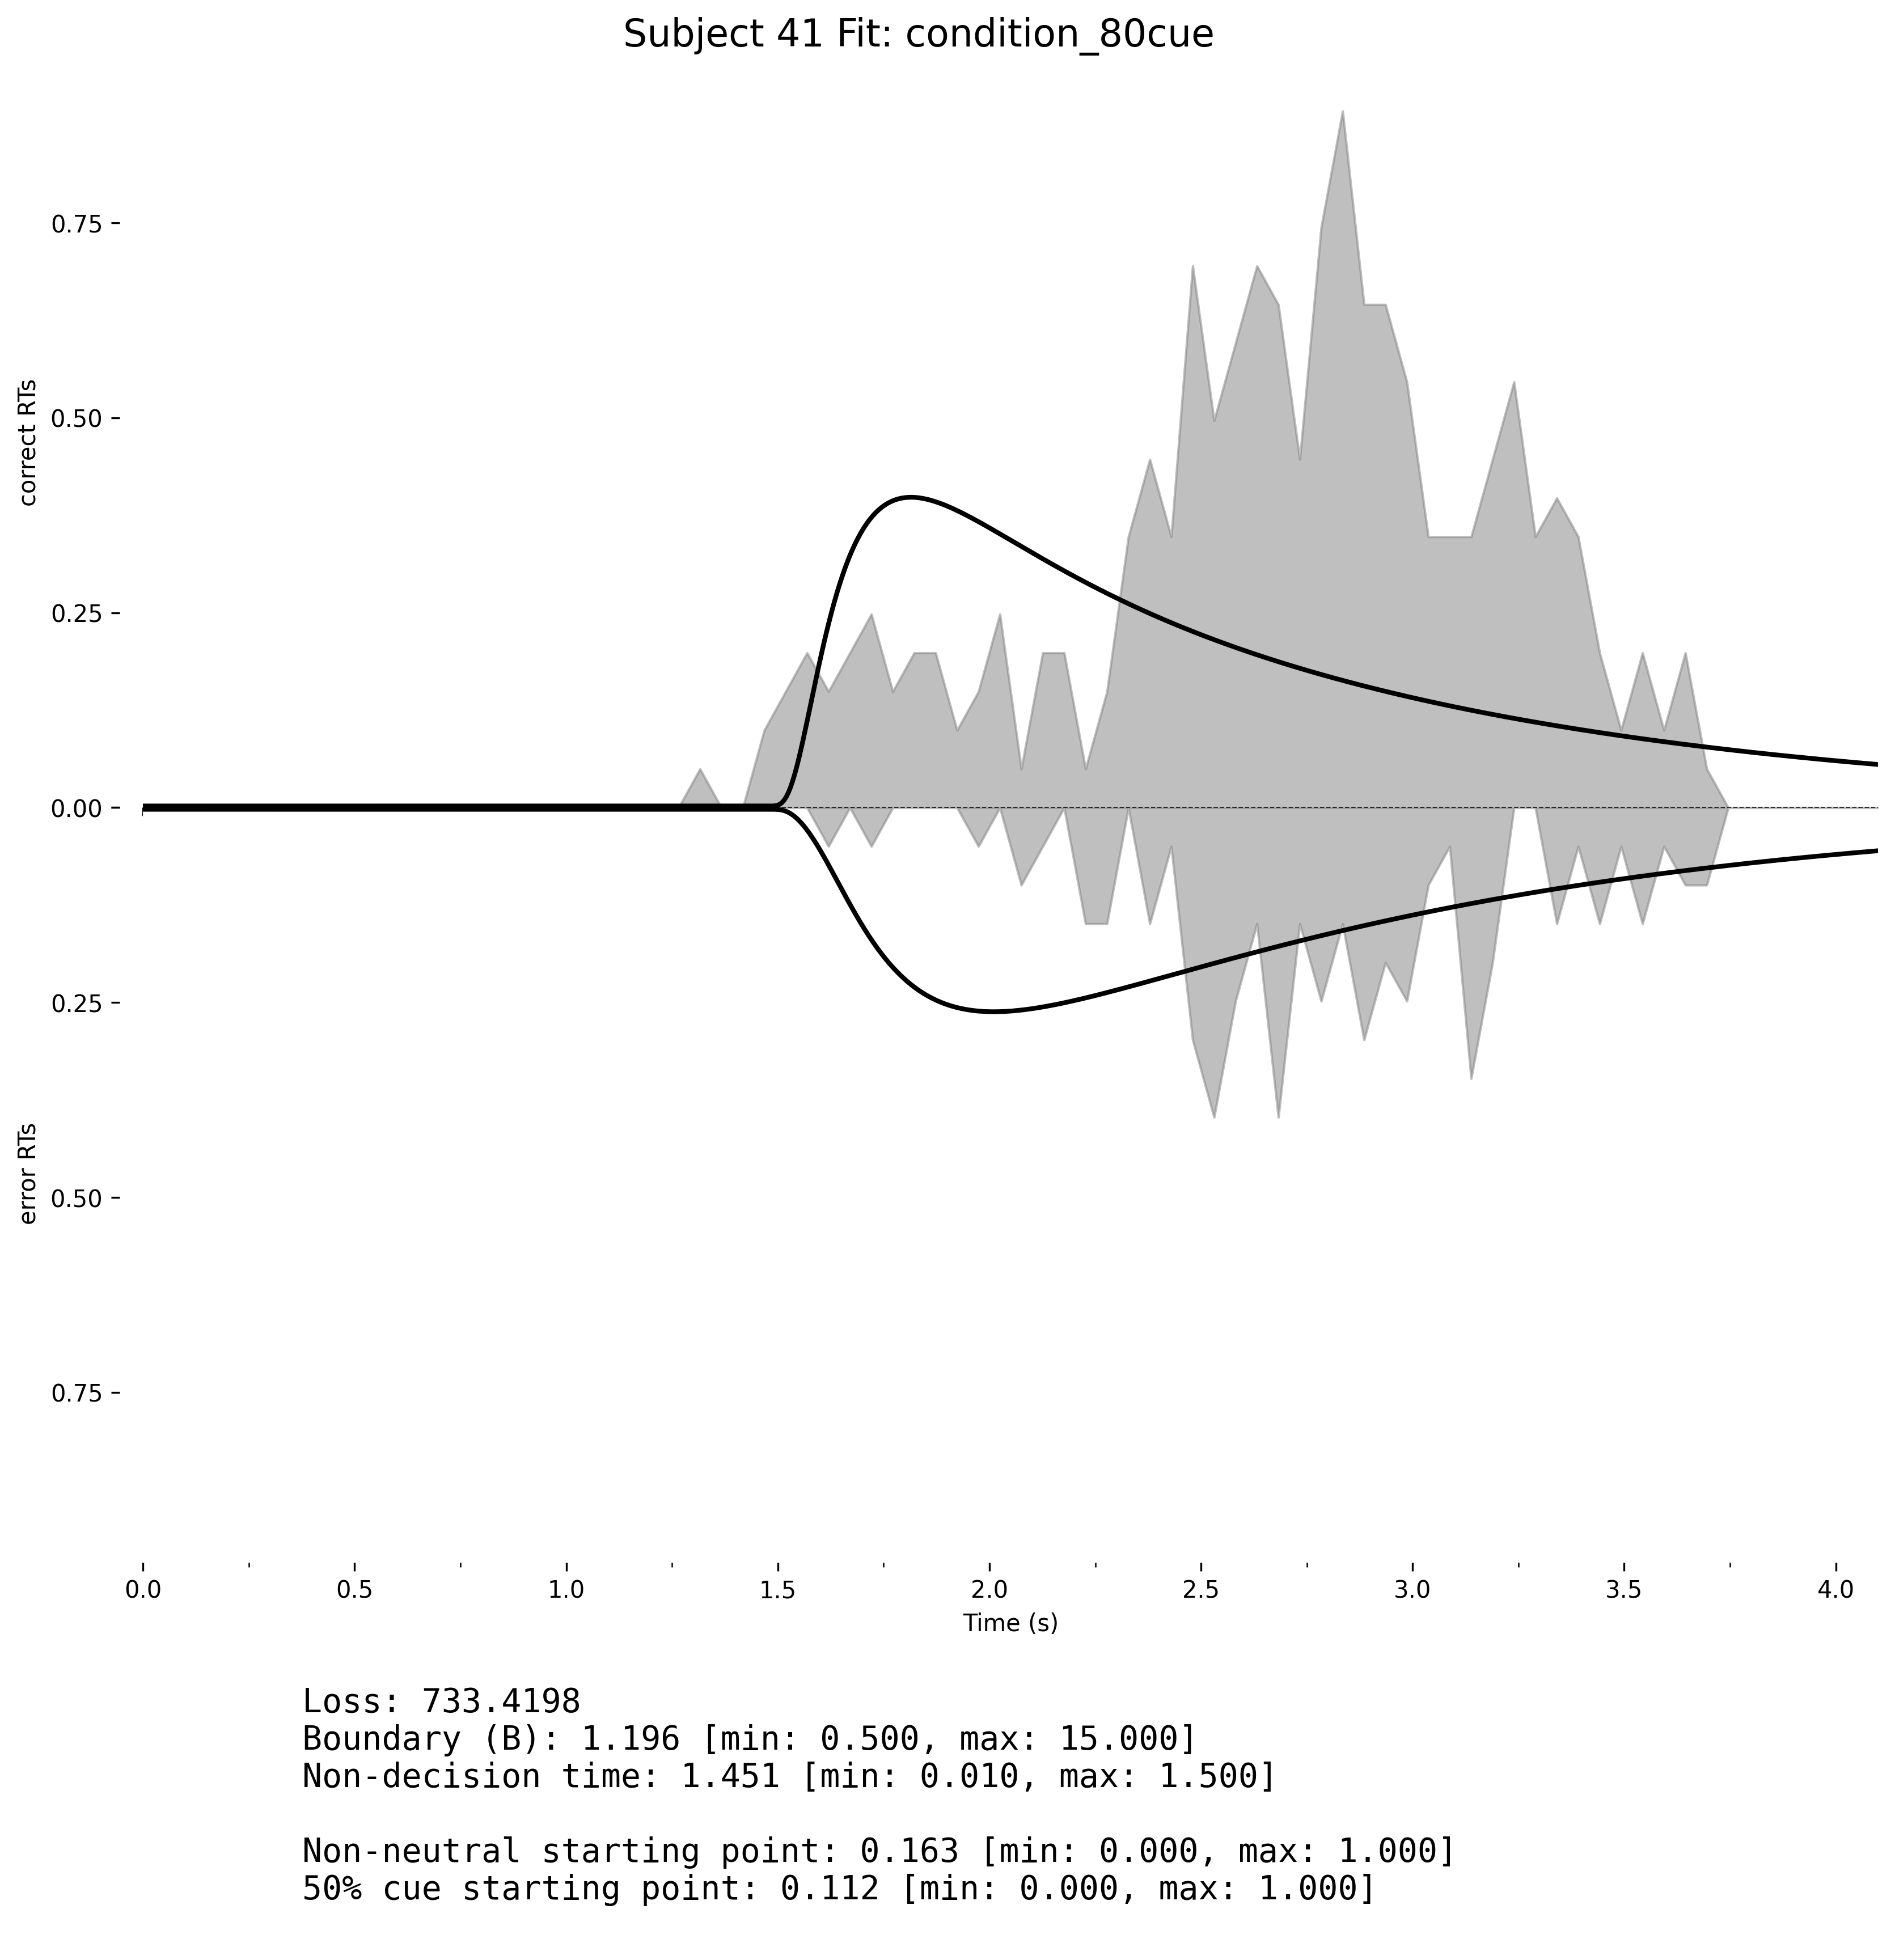 Subject 41 Fit: condition_80cue
correct RTs
0.75
0.50
0.25
0.00
0.25
0.50
0.75
error RTs
0.0 0.5 1.0 1.5 2.0 2.5 3.0 3.5 4.0
Time (s)
Loss: 733.4198
Boundary (B): 1.196 [min: 0.500, max: 15.000]
Non-decision time: 1.451 [min: 0.010, max: 1.500]
Non-neutral starting point: 0.163 [min: 0.000, max: 1.000]
50% cue starting point: 0.112 [min: 0.000, max: 1.000]